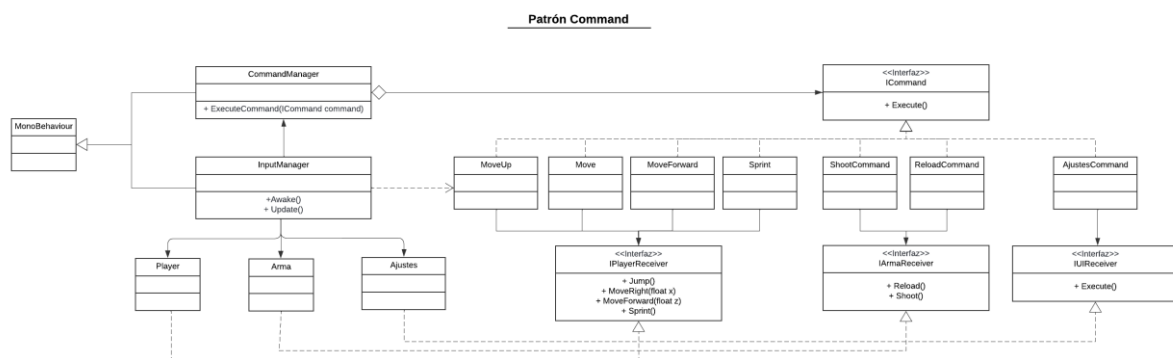 Patrón Command
CommandManager
+ ExecuteCommand(ICommand command)
<<Interfaz>>
ICommand
+ Execute()
MonoBehaviour
InputManager
+Awake()
+ Update()
MoveUp
Move
MoveForward
Sprint
ShootCommand
ReloadCommand
AjustesCommand
Player
Arma
Ajustes
<<Interfaz>>
IPlayerReceiver
+ Jump()
+ MoveRight(float x)
+ MoveForward(float z)
+ Sprint()
<<Interfaz>>
IArmaReceiver
+ Reload()
+ Shoot()
<<Interfaz>>
IUIReceiver
+ Execute()